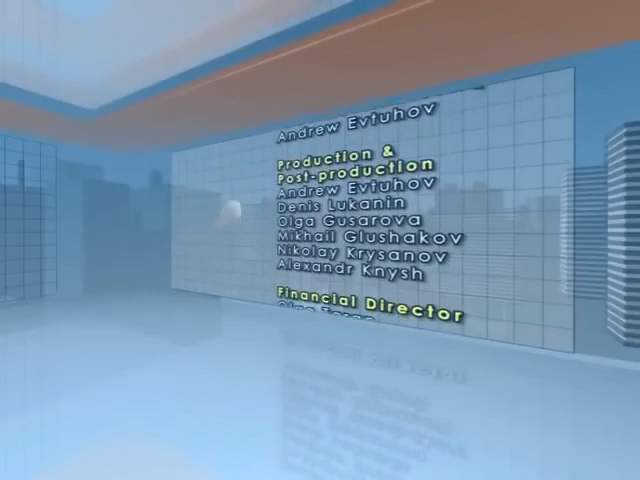 Andrew Evtuhov
Production &
Post-production
Andrew Evtuhov
Denis Lukanin
Olga Gusarova
Mikhail Glushakov
Nikolay Krysanov
Alexandr Knysh
Financial Director